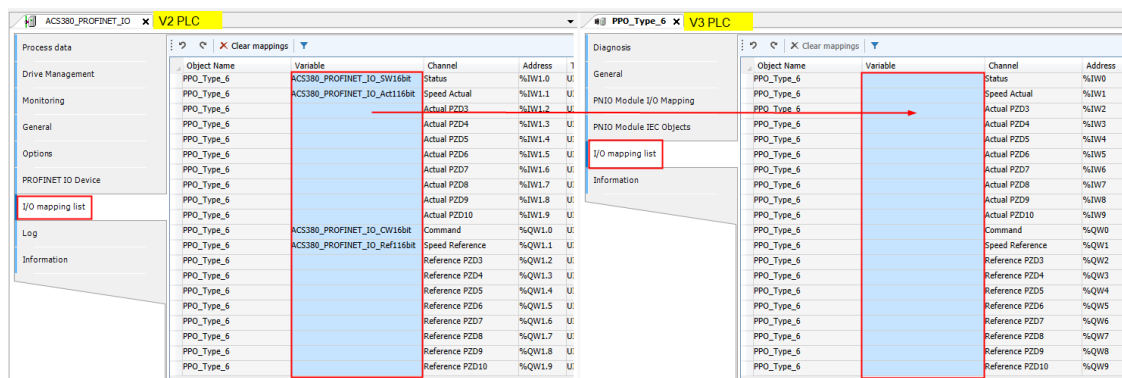 ACS380_PROFINET_IO x V2 PLC
Process data
Drive Management
Monitoring
General
Options
PROFINET IO Device
I/O mapping list
Log
Information
Clear mappings
Object Name Variable Channel Address
PPO_Type_6 ACS380_PROFINET_IO_SW16bit Status %IW1.0 U
PPO_Type_6 ACS380_PROFINET_IO_Act116bit Speed Actual %IW1.1 U
PPO_Type_6 Actual PZD3 %IW1.2 U
PPO_Type_6 Actual PZD4 %IW1.3 U
PPO_Type_6 Actual PZD5 %IW1.4 U
PPO_Type_6 Actual PZD6 %IW1.5 U
PPO_Type_6 Actual PZD7 %IW1.6 U
PPO_Type_6 Actual PZD8 %IW1.7 U
PPO_Type_6 Actual PZD9 %IW1.8 U
PPO_Type_6 Actual PZD10 %IW1.9 U
PPO_Type_6 ACS380_PROFINET_IO_CW16bit Command %QW1.0 U
PPO_Type_6 ACS380_PROFINET_IO_Ref116bit Speed Reference %QW1.1 U
PPO_Type_6 Reference PZD3 %QW1.2 U
PPO_Type_6 Reference PZD4 %QW1.3 U
PPO_Type_6 Reference PZD5 %QW1.4 U
PPO_Type_6 Reference PZD6 %QW1.5 U
PPO_Type_6 Reference PZD7 %QW1.6 U
PPO_Type_6 Reference PZD8 %QW1.7 U
PPO_Type_6 Reference PZD9 %QW1.8 U
PPO_Type_6 Reference PZD10 %QW1.9 U
PPO_Type_6 x V3 PLC
Diagnosis
General
PNIO Module I/O Mapping
PNIO Module IEC Objects
I/O mapping list
Information
Clear mappings
Object Name Variable Channel Address
PPO_Type_6 Status %IW0
PPO_Type_6 Speed Actual %IW1
PPO_Type_6 Actual PZD3 %IW2
PPO_Type_6 Actual PZD4 %IW3
PPO_Type_6 Actual PZD5 %IW4
PPO_Type_6 Actual PZD6 %IW5
PPO_Type_6 Actual PZD7 %IW6
PPO_Type_6 Actual PZD8 %IW7
PPO_Type_6 Actual PZD9 %IW8
PPO_Type_6 Actual PZD10 %IW9
PPO_Type_6 Command %QW0
PPO_Type_6 Speed Reference %QW1
PPO_Type_6 Reference PZD3 %QW2
PPO_Type_6 Reference PZD4 %QW3
PPO_Type_6 Reference PZD5 %QW4
PPO_Type_6 Reference PZD6 %QW5
PPO_Type_6 Reference PZD7 %QW6
PPO_Type_6 Reference PZD8 %QW7
PPO_Type_6 Reference PZD9 %QW8
PPO_Type_6 Reference PZD10 %QW9